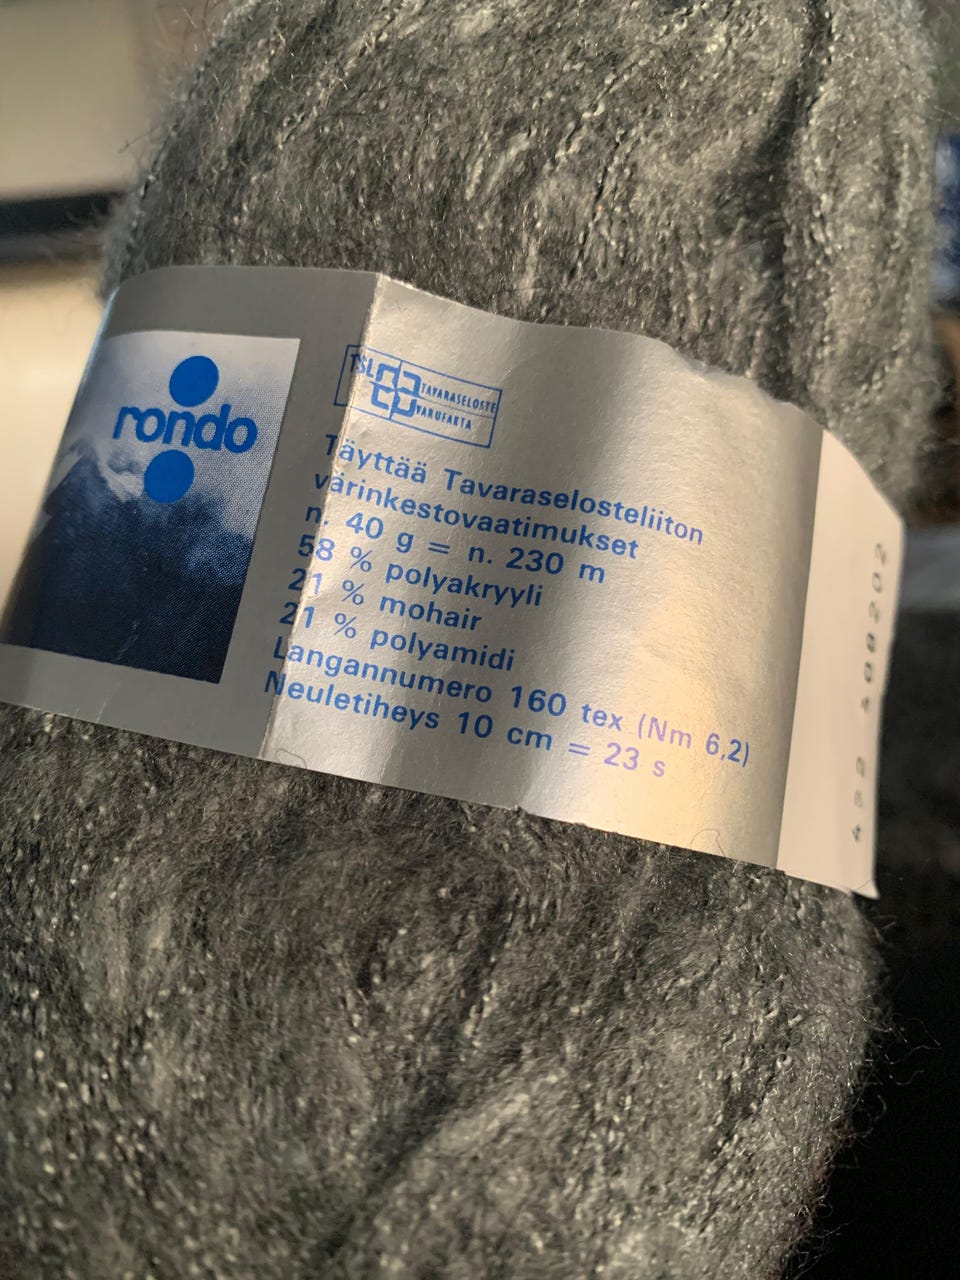 rondo
TSL TAVARASELOSTE
VARUFAKTA
Täyttää Tavaraselosteliiton
värinkestovaatimukset
n. 40 g = n. 230 m
58 % polyakryyli
21 % mohair
21 % polyamidi
Langannumero 160 tex (Nm 6,2)
Neuletiheys 10 cm = 23 s